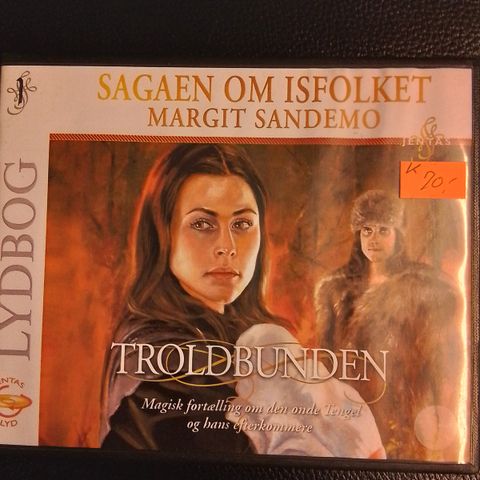 1
SAGAEN OM ISFOLKET
MARGIT SANDEMO
JENTAS
K 20,-
LYDBOG
TROLDBUNDEN
Magisk fortælling om den onde Tengel
og hans efterkommere
JENTAS
LYD